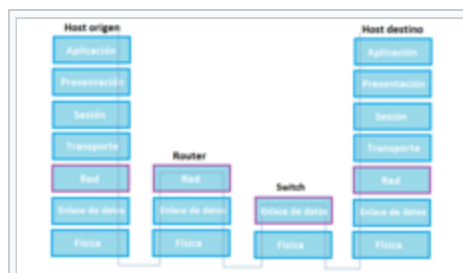 Host origen
Host destino
Aplicación
Aplicación
Presentación
Presentación
Sesión
Sesión
Transporte
Transporte
Router
Red
Red
Red
Switch
Enlace de datos
Enlace de datos
Enlace de datos
Enlace de datos
Física
Física
Física
Física